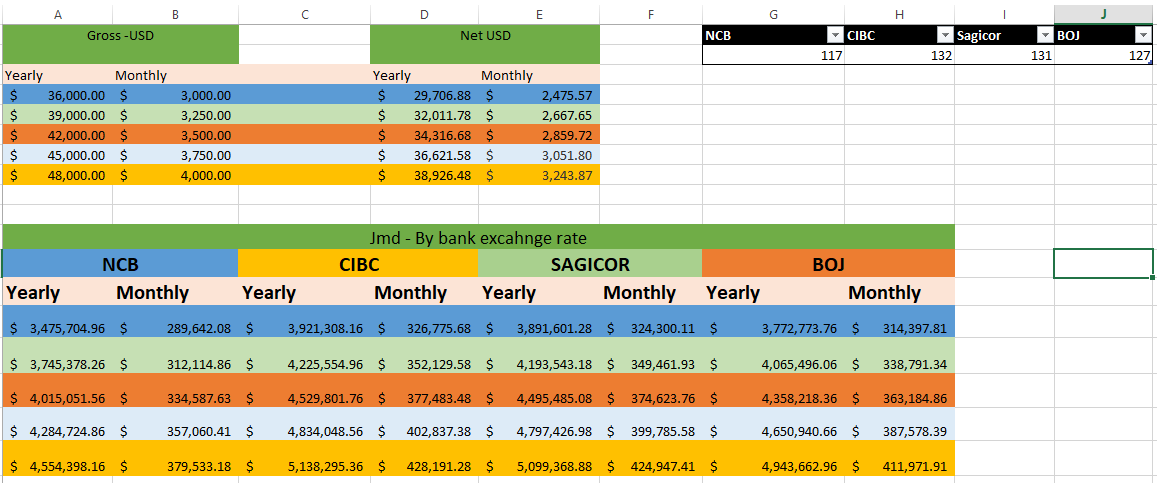 A B C D E F G H I J
Gross -USD Net USD NCB CIBC Sagicor BOJ
117 132 131 127
Yearly Monthly Yearly Monthly
$ 36,000.00 $ 3,000.00 $ 29,706.88 $ 2,475.57
$ 39,000.00 $ 3,250.00 $ 32,011.78 $ 2,667.65
$ 42,000.00 $ 3,500.00 $ 34,316.68 $ 2,859.72
$ 45,000.00 $ 3,750.00 $ 36,621.58 $ 3,051.80
$ 48,000.00 $ 4,000.00 $ 38,926.48 $ 3,243.87
Jmd - By bank excahnge rate
NCB CIBC SAGICOR BOJ
Yearly Monthly Yearly Monthly Yearly Monthly Yearly Monthly
$ 3,475,704.96 $ 289,642.08 $ 3,921,308.16 $ 326,775.68 $ 3,891,601.28 $ 324,300.11 $ 3,772,773.76 $ 314,397.81
$ 3,745,378.26 $ 312,114.86 $ 4,225,554.96 $ 352,129.58 $ 4,193,543.18 $ 349,461.93 $ 4,065,496.06 $ 338,791.34
$ 4,015,051.56 $ 334,587.63 $ 4,529,801.76 $ 377,483.48 $ 4,495,485.08 $ 374,623.76 $ 4,358,218.36 $ 363,184.86
$ 4,284,724.86 $ 357,060.41 $ 4,834,048.56 $ 402,837.38 $ 4,797,426.98 $ 399,785.58 $ 4,650,940.66 $ 387,578.39
$ 4,554,398.16 $ 379,533.18 $ 5,138,295.36 $ 428,191.28 $ 5,099,368.88 $ 424,947.41 $ 4,943,662.96 $ 411,971.91